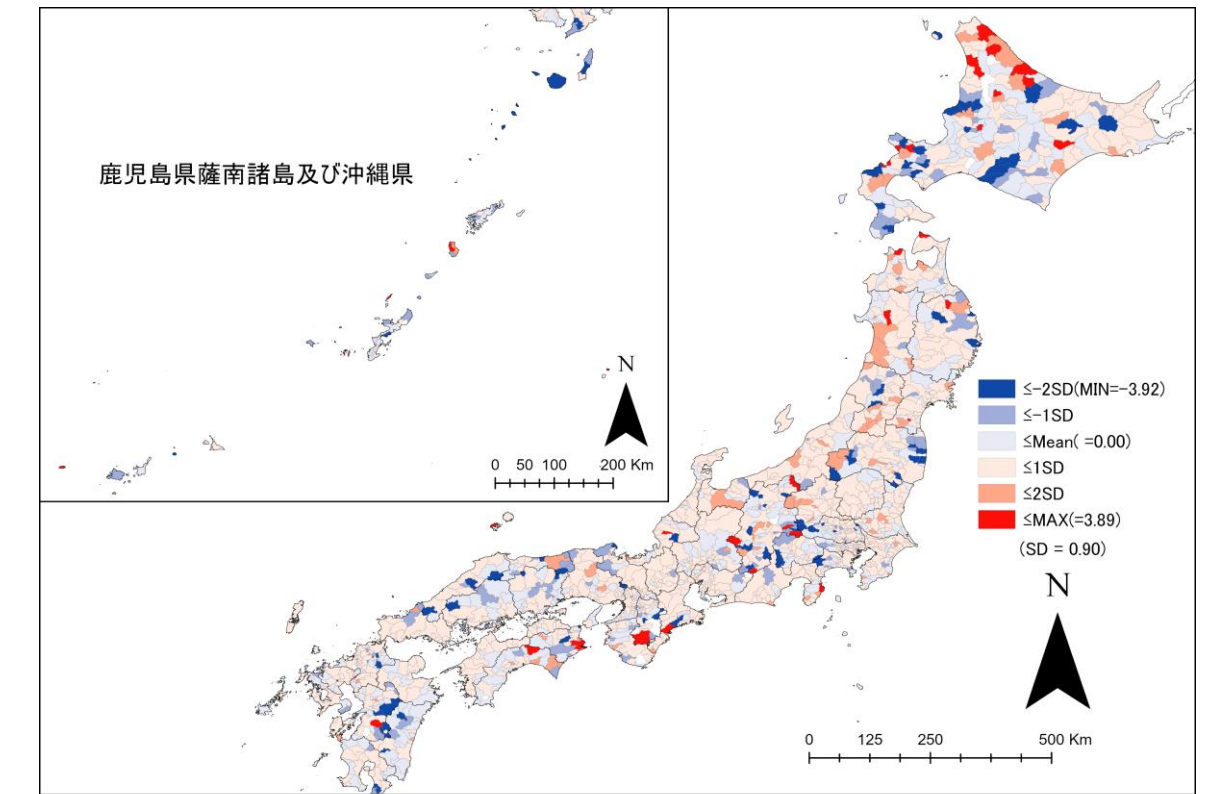 鹿児島県薩南諸島及び沖縄県
N
0 50 100 200 Km
≤-2SD(MIN=-3.92)
≤-1SD
≤Mean( =0.00)
≤1SD
≤2SD
≤MAX(=3.89)
(SD = 0.90)
N
0 125 250 500 Km